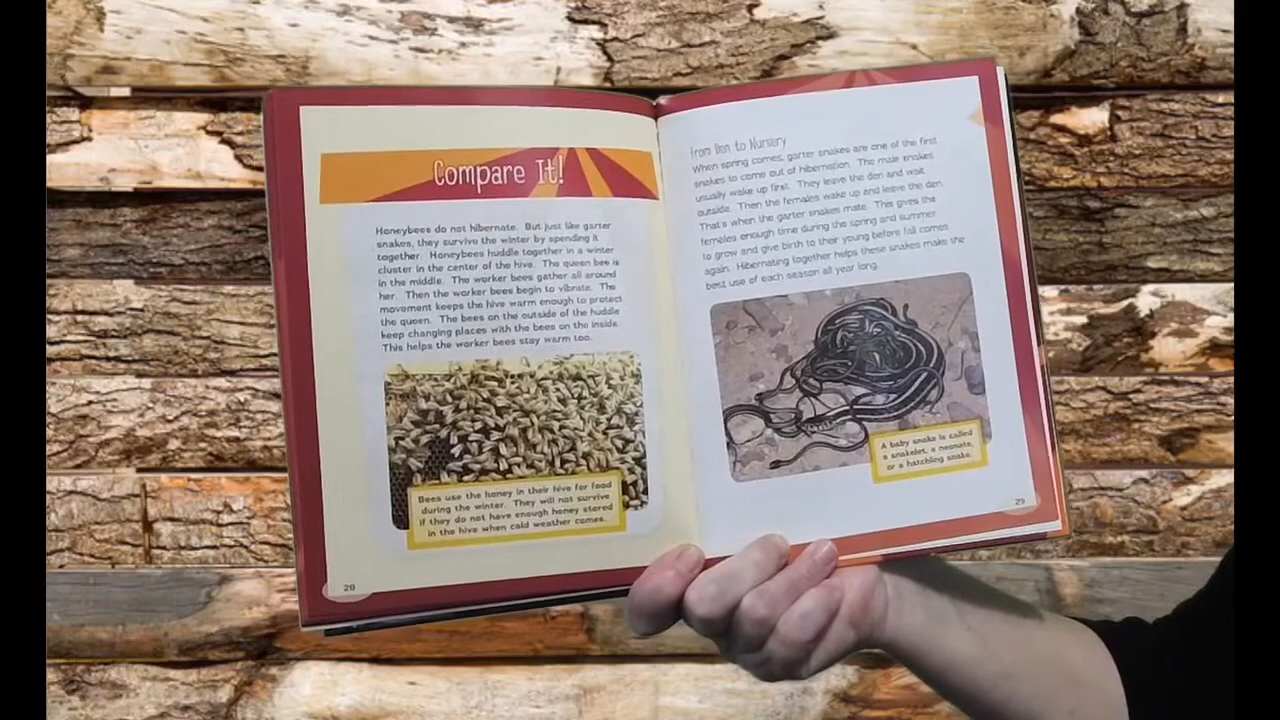 Compare It!
Honeybees do not hibernate. But just like garter
snakes, they survive the winter by spending it
together. Honeybees huddle together in a winter
cluster in the center of the hive. The queen bee is
in the middle. The worker bees gather all around
her. Then the worker bees begin to vibrate. The
movement keeps the hive warm enough to protect
the queen. The bees on the outside of the huddle
keep changing places with the bees on the inside.
This helps the worker bees stay warm too.
Bees use the honey in their hive for food
during the winter. They will not survive
if they do not have enough honey stored
in the hive when cold weather comes.
28
From Den to Nursery
When spring comes, garter snakes are one of the first
snakes to come out of hibernation. The male snakes
usually wake up first. They leave the den and wait
outside. Then the females wake up and leave the den.
That's when the garter snakes mate. This gives the
females enough time during the spring and summer
to grow and give birth to their young before fall comes
again. Hibernating together helps these snakes make the
best use of each season all year long.
A baby snake is called
a snakelet, a neonate,
or a hatchling snake.
29